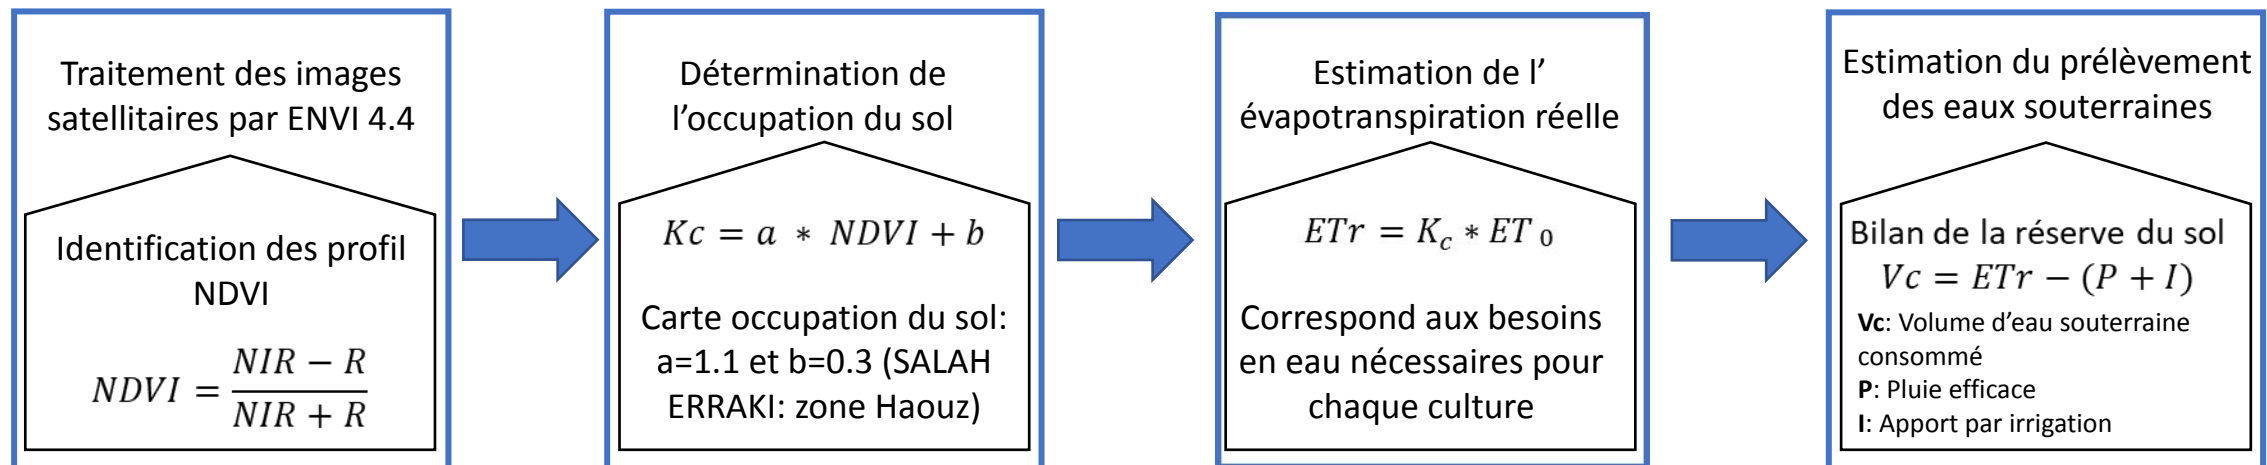 Traitement des images
satellitaires par ENVI 4.4
Identification des profil
NDVI
NDVI = (NIR − R) / (NIR + R)
Détermination de
l’occupation du sol
Kc = a * NDVI + b
Carte occupation du sol:
a=1.1 et b=0.3 (SALAH
ERRAKI: zone Haouz)
Estimation de l’
évapotranspiration réelle
ETr = K_c * ET_0
Correspond aux besoins
en eau nécessaires pour
chaque culture
Estimation du prélèvement
des eaux souterraines
Bilan de la réserve du sol
Vc = ETr − (P + I)
Vc: Volume d’eau souterraine
consommé
P: Pluie efficace
I: Apport par irrigation